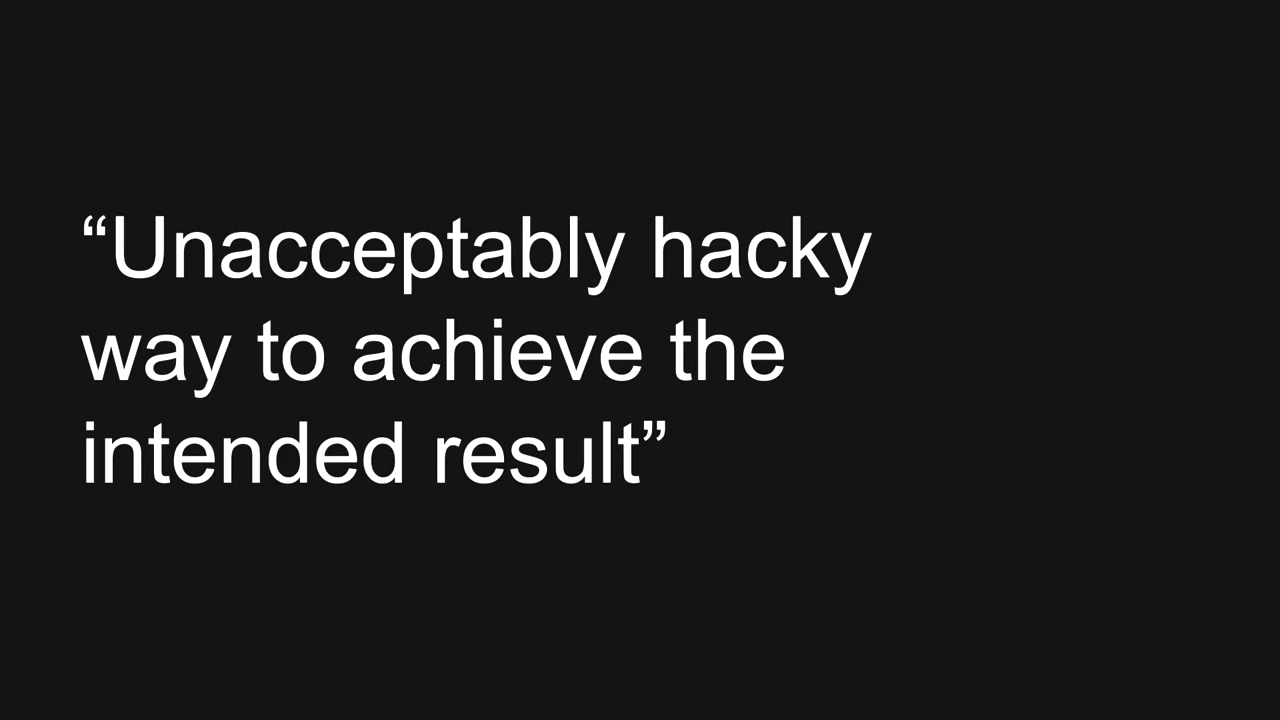 “Unacceptably hacky
way to achieve the
intended result”